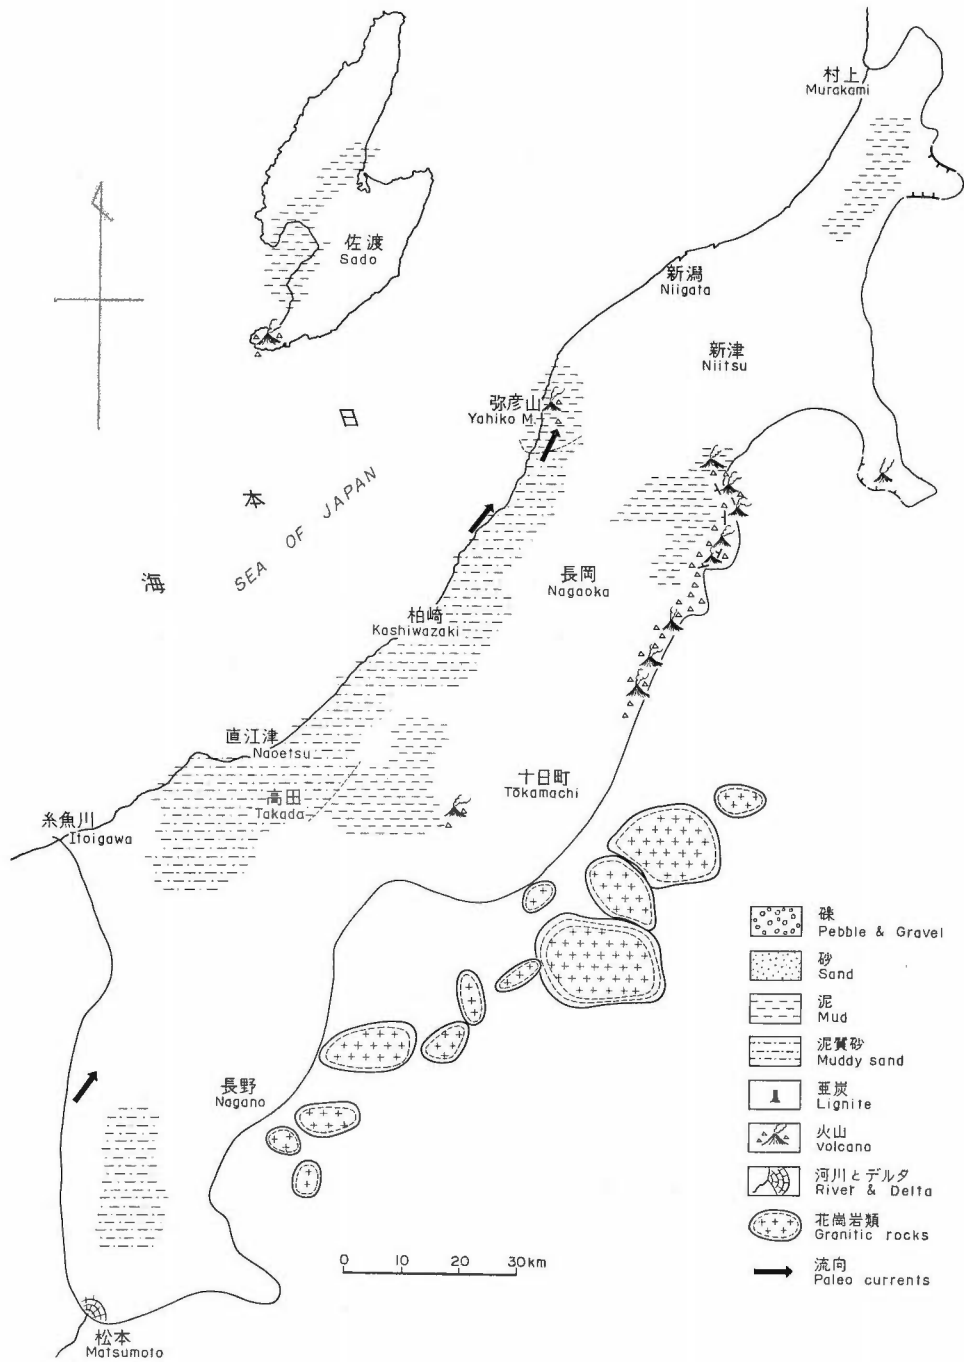 村上
Murakami
佐渡
Sado
新潟
Niigata
新津
Niitsu
弥彦山
Yahiko M.
日
本
海
SEA OF JAPAN
長岡
Nagaoka
柏崎
Kashiwazaki
直江津
Naoetsu
高田
Takada
十日町
Tōkamachi
糸魚川
Itoigawa
長野
Nagano
松本
Matsumoto
0 10 20 30km
礫
Pebble & Gravel
砂
Sand
泥
Mud
泥質砂
Muddy sand
亜炭
Lignite
火山
Volcano
河川とデルタ
River & Delta
花崗岩類
Granitic rocks
流向
Paleo currents